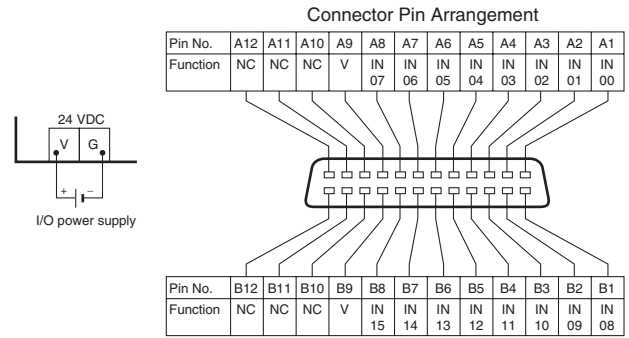 Connector Pin Arrangement
Pin No. A12 A11 A10 A9 A8 A7 A6 A5 A4 A3 A2 A1
Function NC NC NC V IN 07 IN 06 IN 05 IN 04 IN 03 IN 02 IN 01 IN 00
24 VDC
V G
+ −
I/O power supply
Pin No. B12 B11 B10 B9 B8 B7 B6 B5 B4 B3 B2 B1
Function NC NC NC V IN 15 IN 14 IN 13 IN 12 IN 11 IN 10 IN 09 IN 08